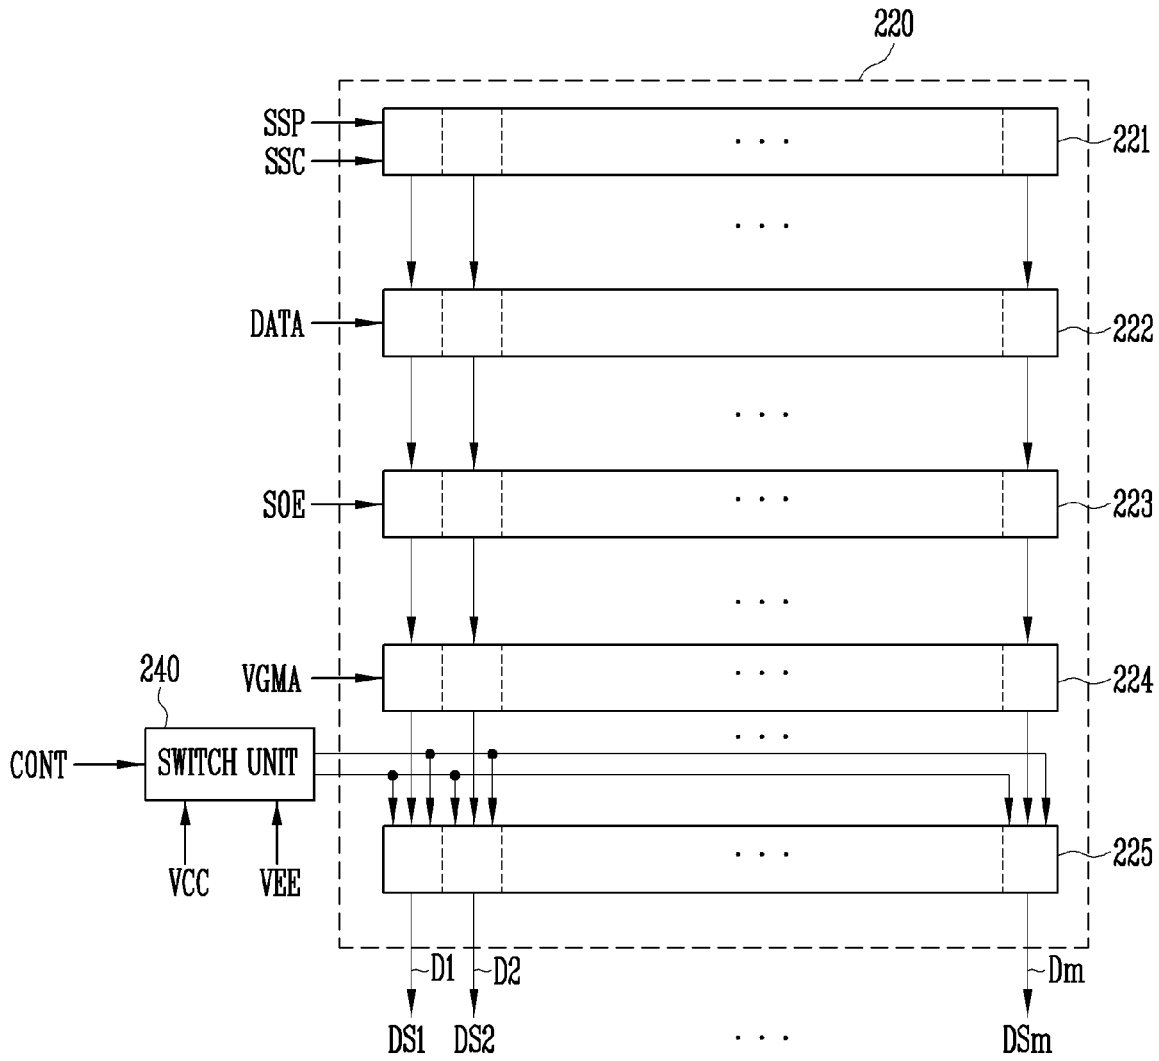 220
SSP
SSC
221
DATA
222
SOE
223
VGMA
224
240
CONT
SWITCH UNIT
VCC VEE
225
D1 D2 Dm
DS1 DS2 DSm